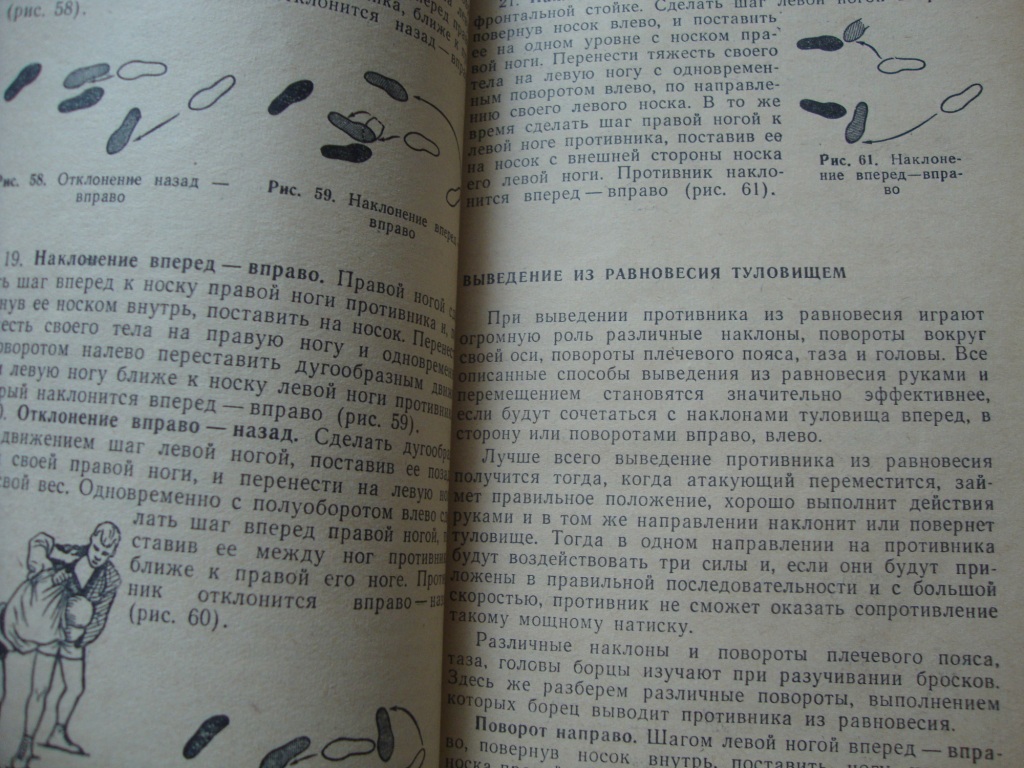 (рис. 58).
отклонится назад —
Рис. 58. Отклонение назад —
вправо
Рис. 59. Наклонение вперед
вправо
19. Наклонение вперед — вправо. Правой ногой
шаг вперед к носку правой ноги противника и,
ее носком внутрь, поставить на носок.
своего тела на правую ногу и
налево переставить дугообразным
левую ногу ближе к носку левой ноги
наклонится вперед — вправо (рис. 59).
Отклонение вправо — назад. Сделать
движением шаг левой ногой, поставив ее
своей правой ноги, и перенести на левую
свой вес. Одновременно с полуоборотом влево
лать шаг вперед правой ногой,
ставив ее между ног
ближе к правой его ноге.
ник отклонится вправо —
(рис. 60).
фронтальной стойке. Сделать шаг левой ногой
повернув носок влево, и поставить
ее на одном уровне с носком пра-
вой ноги. Перенести тяжесть своего
тела на левую ногу с одновремен-
ным поворотом влево, по направле-
нию своего левого носка. В то же
время сделать шаг правой ногой к
левой ноге противника, поставив ее
на носок с внешней стороны носка
его левой ноги. Противник накло-
нится вперед — вправо (рис. 61).
Рис. 61. Наклоне-
ние вперед—впра-
во
ВЫВЕДЕНИЕ ИЗ РАВНОВЕСИЯ ТУЛОВИЩЕМ
При выведении противника из равновесия играют
огромную роль различные наклоны, повороты вокруг
своей оси, повороты плечевого пояса, таза и головы. Все
описанные способы выведения из равновесия руками и
перемещением становятся значительно эффективнее,
если будут сочетаться с наклонами туловища вперед, в
сторону или поворотами вправо, влево.
Лучше всего выведение противника из равновесия
получится тогда, когда атакующий переместится, зай-
мет правильное положение, хорошо выполнит действия
руками и в том же направлении наклонит или повернет
туловище. Тогда в одном направлении на противника
будут воздействовать три силы и, если они будут при-
ложены в правильной последовательности и с большой
скоростью, противник не сможет оказать сопротивление
такому мощному натиску.
Различные наклоны и повороты плечевого пояса,
таза, головы борцы изучают при разучивании бросков.
Здесь же разберем различные повороты, выполнением
которых борец выводит противника из равновесия.
Поворот направо. Шагом левой ногой вперед — впра-
во, повернув носок внутрь, поставить ногу